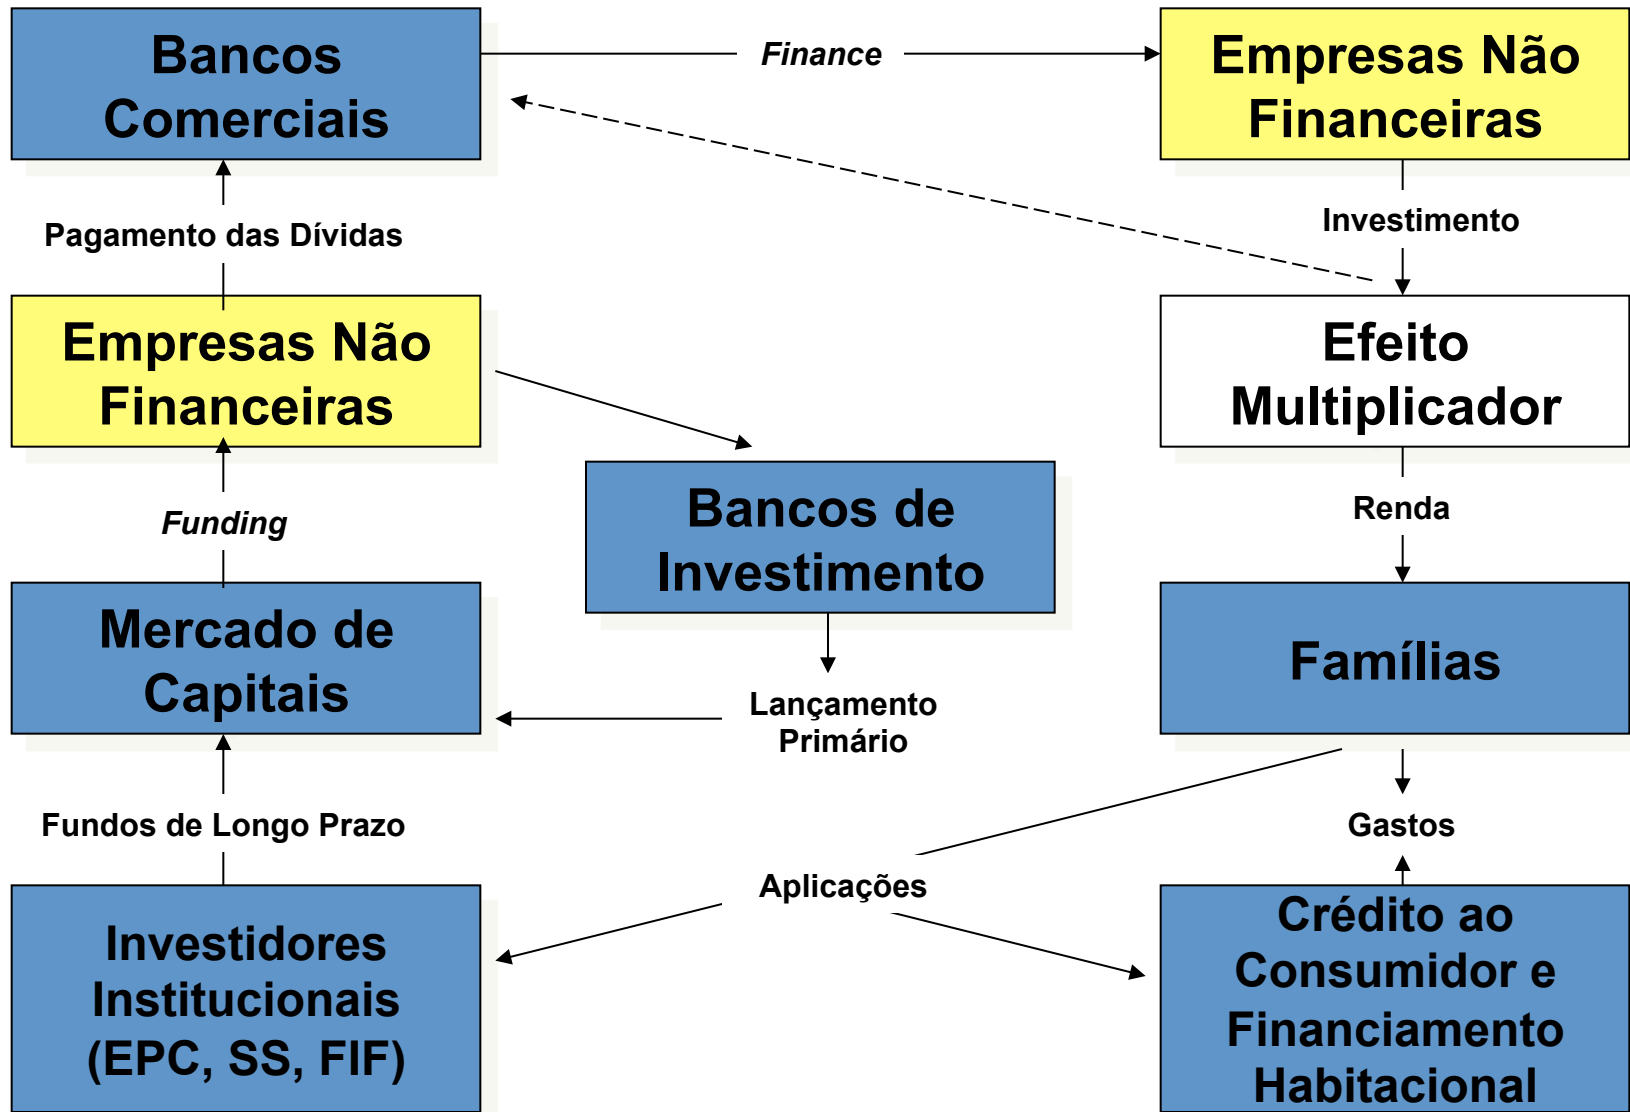 Bancos
Comerciais
Finance
Empresas Não
Financeiras
Pagamento das Dívidas
Investimento
Empresas Não
Financeiras
Efeito
Multiplicador
Funding
Bancos de
Investimento
Renda
Mercado de
Capitais
Famílias
Lançamento
Primário
Fundos de Longo Prazo
Gastos
Aplicações
Investidores
Institucionais
(EPC, SS, FIF)
Crédito ao
Consumidor e
Financiamento
Habitacional